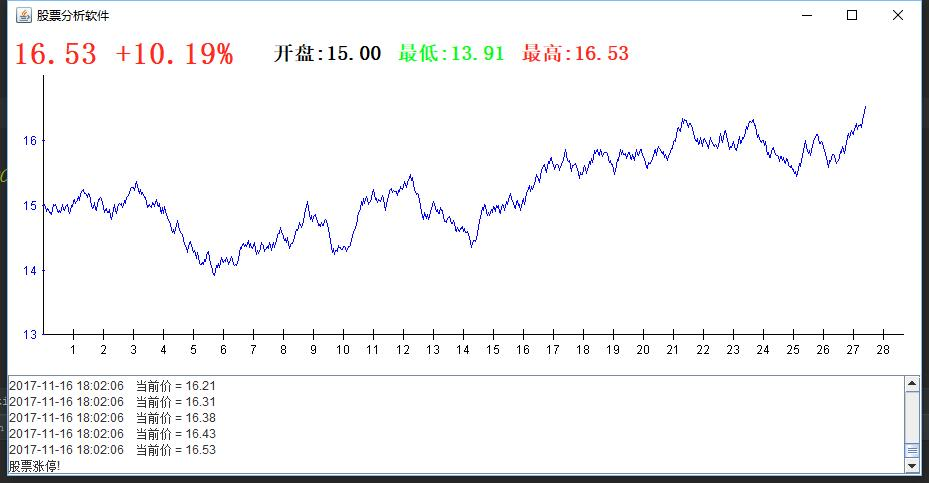 股票分析软件
16.53 +10.19% 开盘:15.00 最低:13.91 最高:16.53
16
15
14
13
1 2 3 4 5 6 7 8 9 10 11 12 13 14 15 16 17 18 19 20 21 22 23 24 25 26 27 28
2017-11-16 18:02:06 当前价 = 16.21
2017-11-16 18:02:06 当前价 = 16.31
2017-11-16 18:02:06 当前价 = 16.38
2017-11-16 18:02:06 当前价 = 16.43
2017-11-16 18:02:06 当前价 = 16.53
股票涨停!